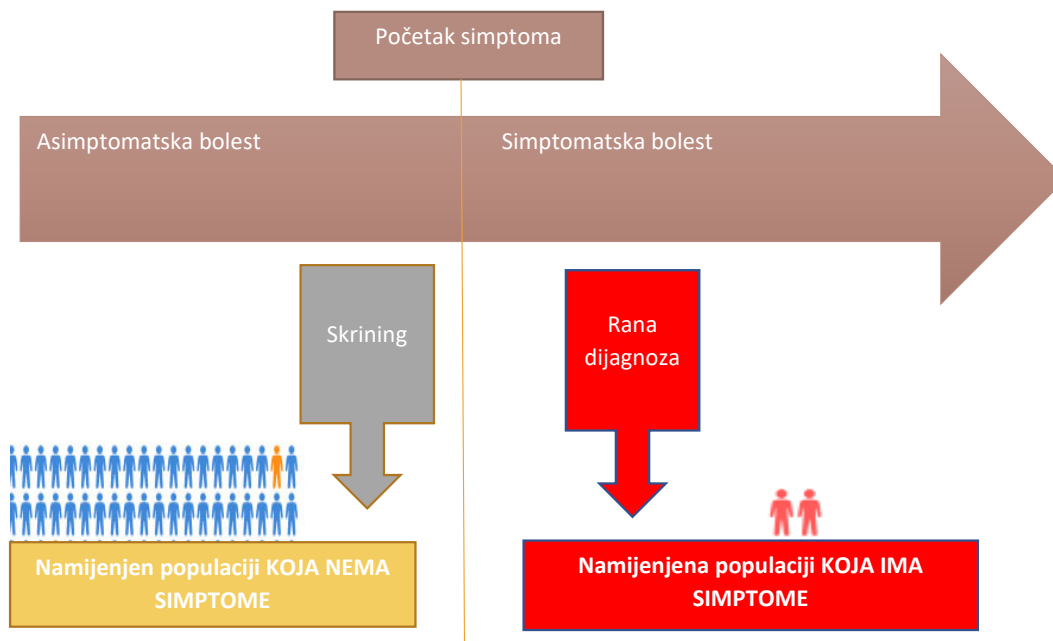 Početak simptoma
Asimptomatska bolest
Simptomatska bolest
Skrining
Rana
dijagnoza
Namijenjen populaciji KOJA NEMA
SIMPTOME
Namijenjena populaciji KOJA IMA
SIMPTOME